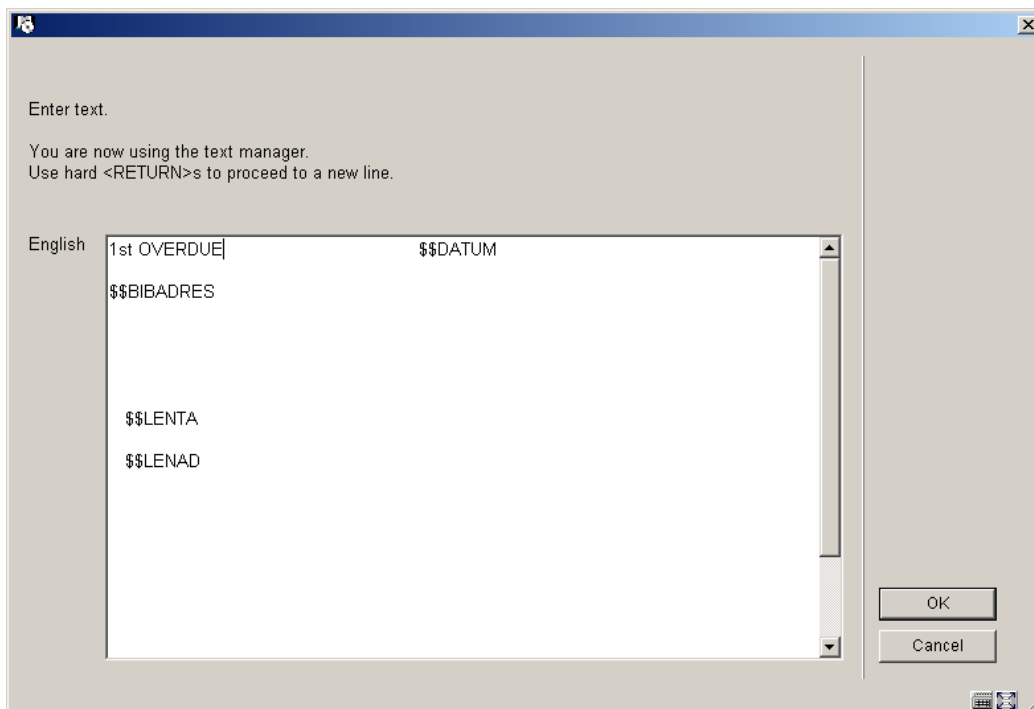 Enter text.
You are now using the text manager.
Use hard <RETURN>s to proceed to a new line.
English
1st OVERDUE $$DATUM
$$BIBADRES
$$LENTA
$$LENAD
OK
Cancel